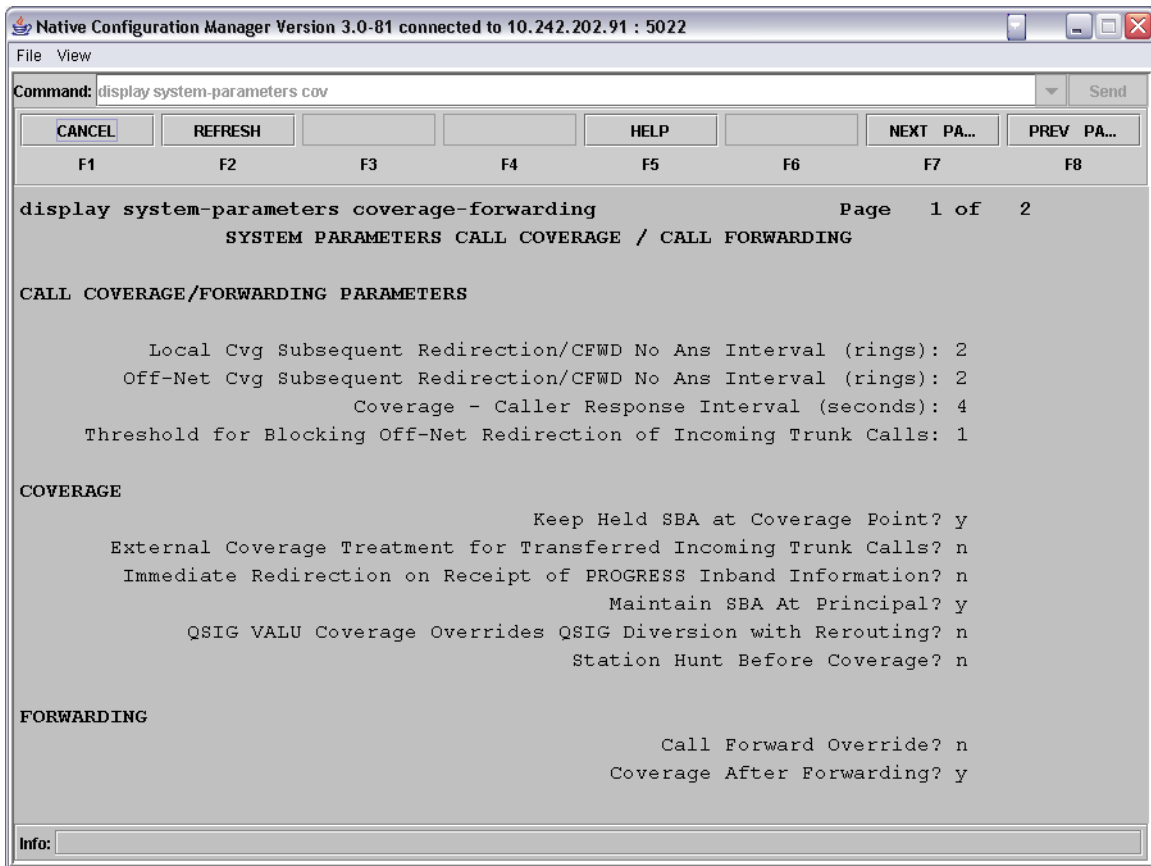 Native Configuration Manager Version 3.0-81 connected to 10.242.202.91 : 5022
File View
Command: display system-parameters cov Send
CANCEL REFRESH HELP NEXT PA... PREV PA...
F1 F2 F3 F4 F5 F6 F7 F8
display system-parameters coverage-forwarding Page 1 of 2
SYSTEM PARAMETERS CALL COVERAGE / CALL FORWARDING
CALL COVERAGE/FORWARDING PARAMETERS
Local Cvg Subsequent Redirection/CFWD No Ans Interval (rings): 2
Off-Net Cvg Subsequent Redirection/CFWD No Ans Interval (rings): 2
Coverage - Caller Response Interval (seconds): 4
Threshold for Blocking Off-Net Redirection of Incoming Trunk Calls: 1
COVERAGE
Keep Held SBA at Coverage Point? y
External Coverage Treatment for Transferred Incoming Trunk Calls? n
Immediate Redirection on Receipt of PROGRESS Inband Information? n
Maintain SBA At Principal? y
QSIG VALU Coverage Overrides QSIG Diversion with Rerouting? n
Station Hunt Before Coverage? n
FORWARDING
Call Forward Override? n
Coverage After Forwarding? y
Info: